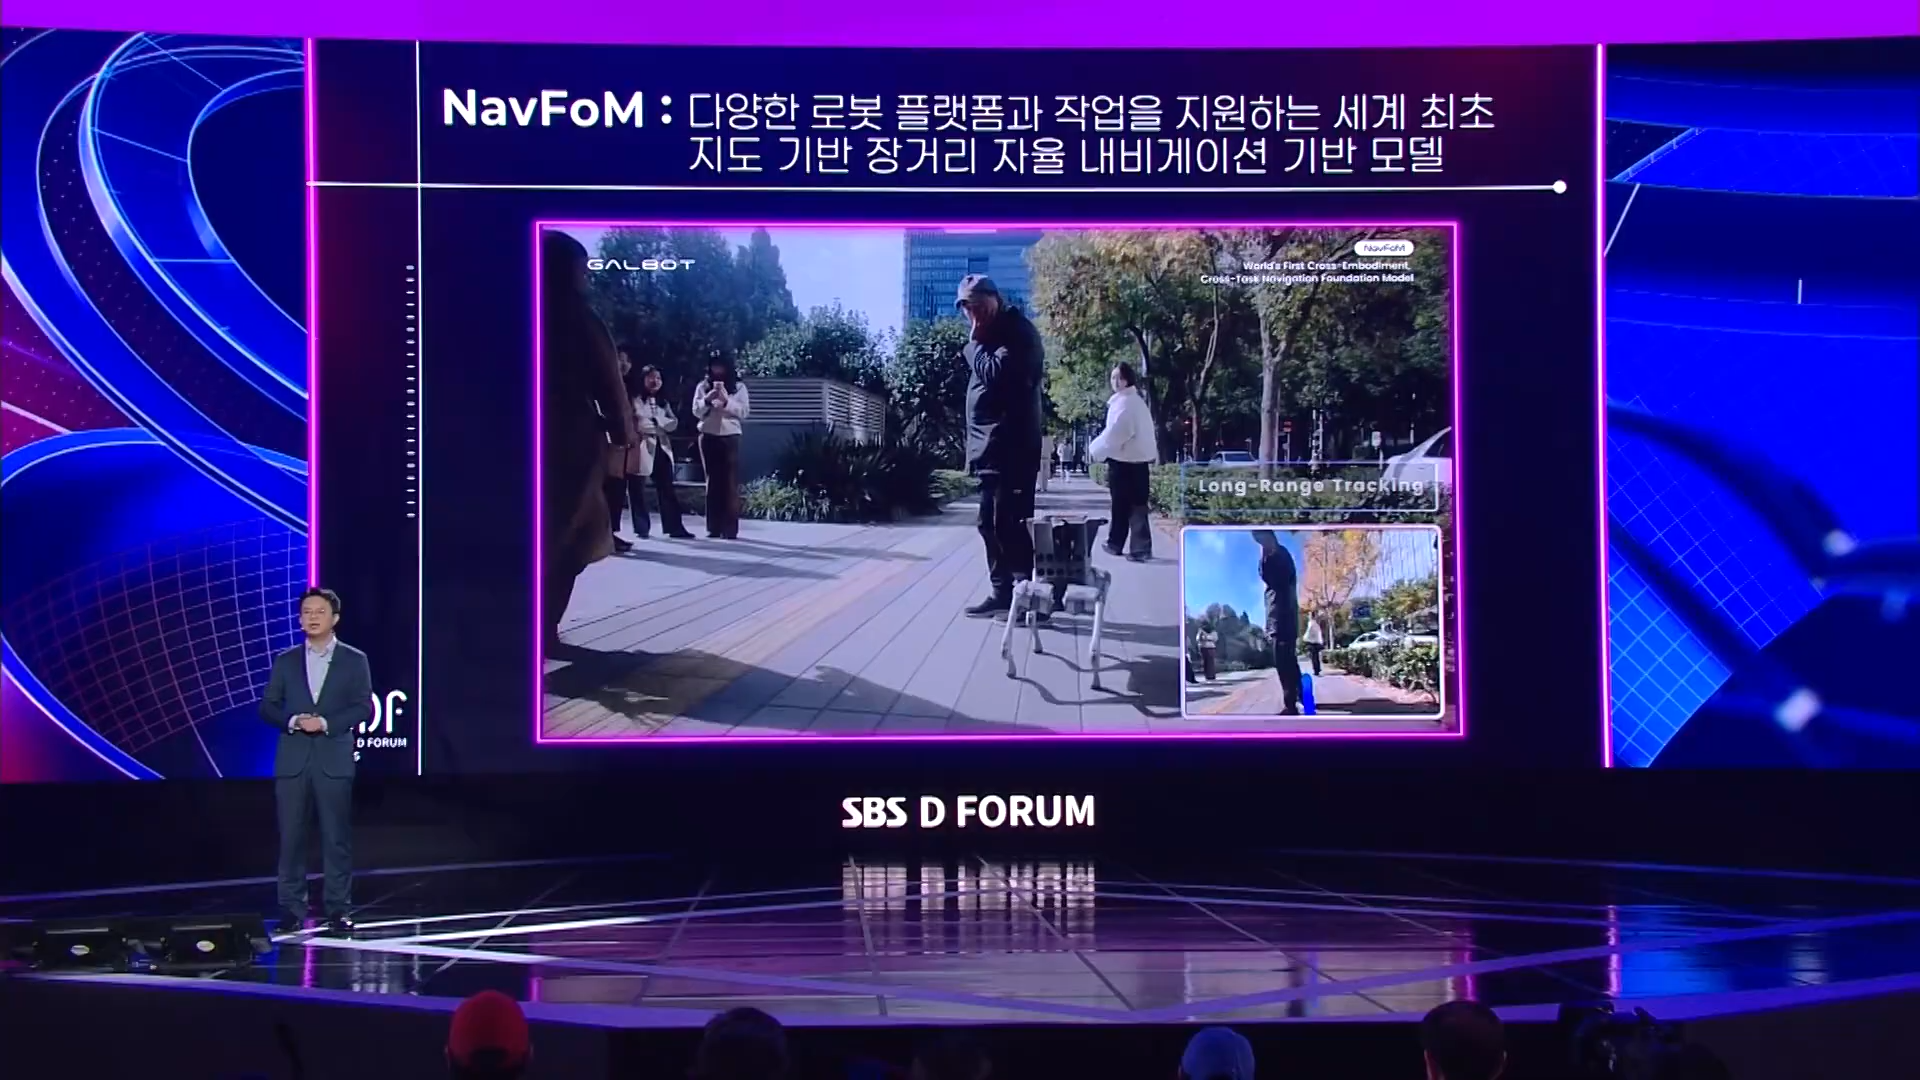 NavFoM : 다양한 로봇 플랫폼과 작업을 지원하는 세계 최초
지도 기반 장거리 자율 내비게이션 기반 모델
GALBOT
NavFoM
World's First Cross-Embodiment,
Cross-Task Navigation Foundation Model
Long-Range Tracking
DF
D FORUM
SBS D FORUM